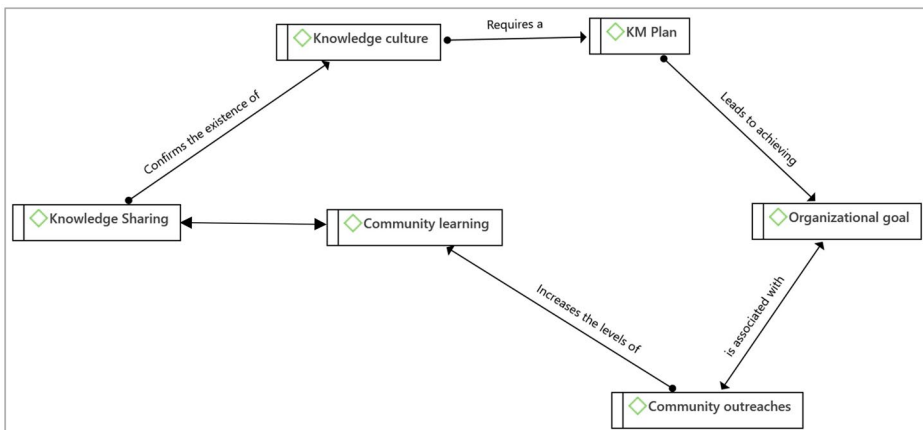 Requires a
Knowledge culture
KM Plan
Confirms the existence of
Leads to achieving
Knowledge Sharing
Community learning
Organizational goal
Increases the levels of
is associated with
Community outreaches